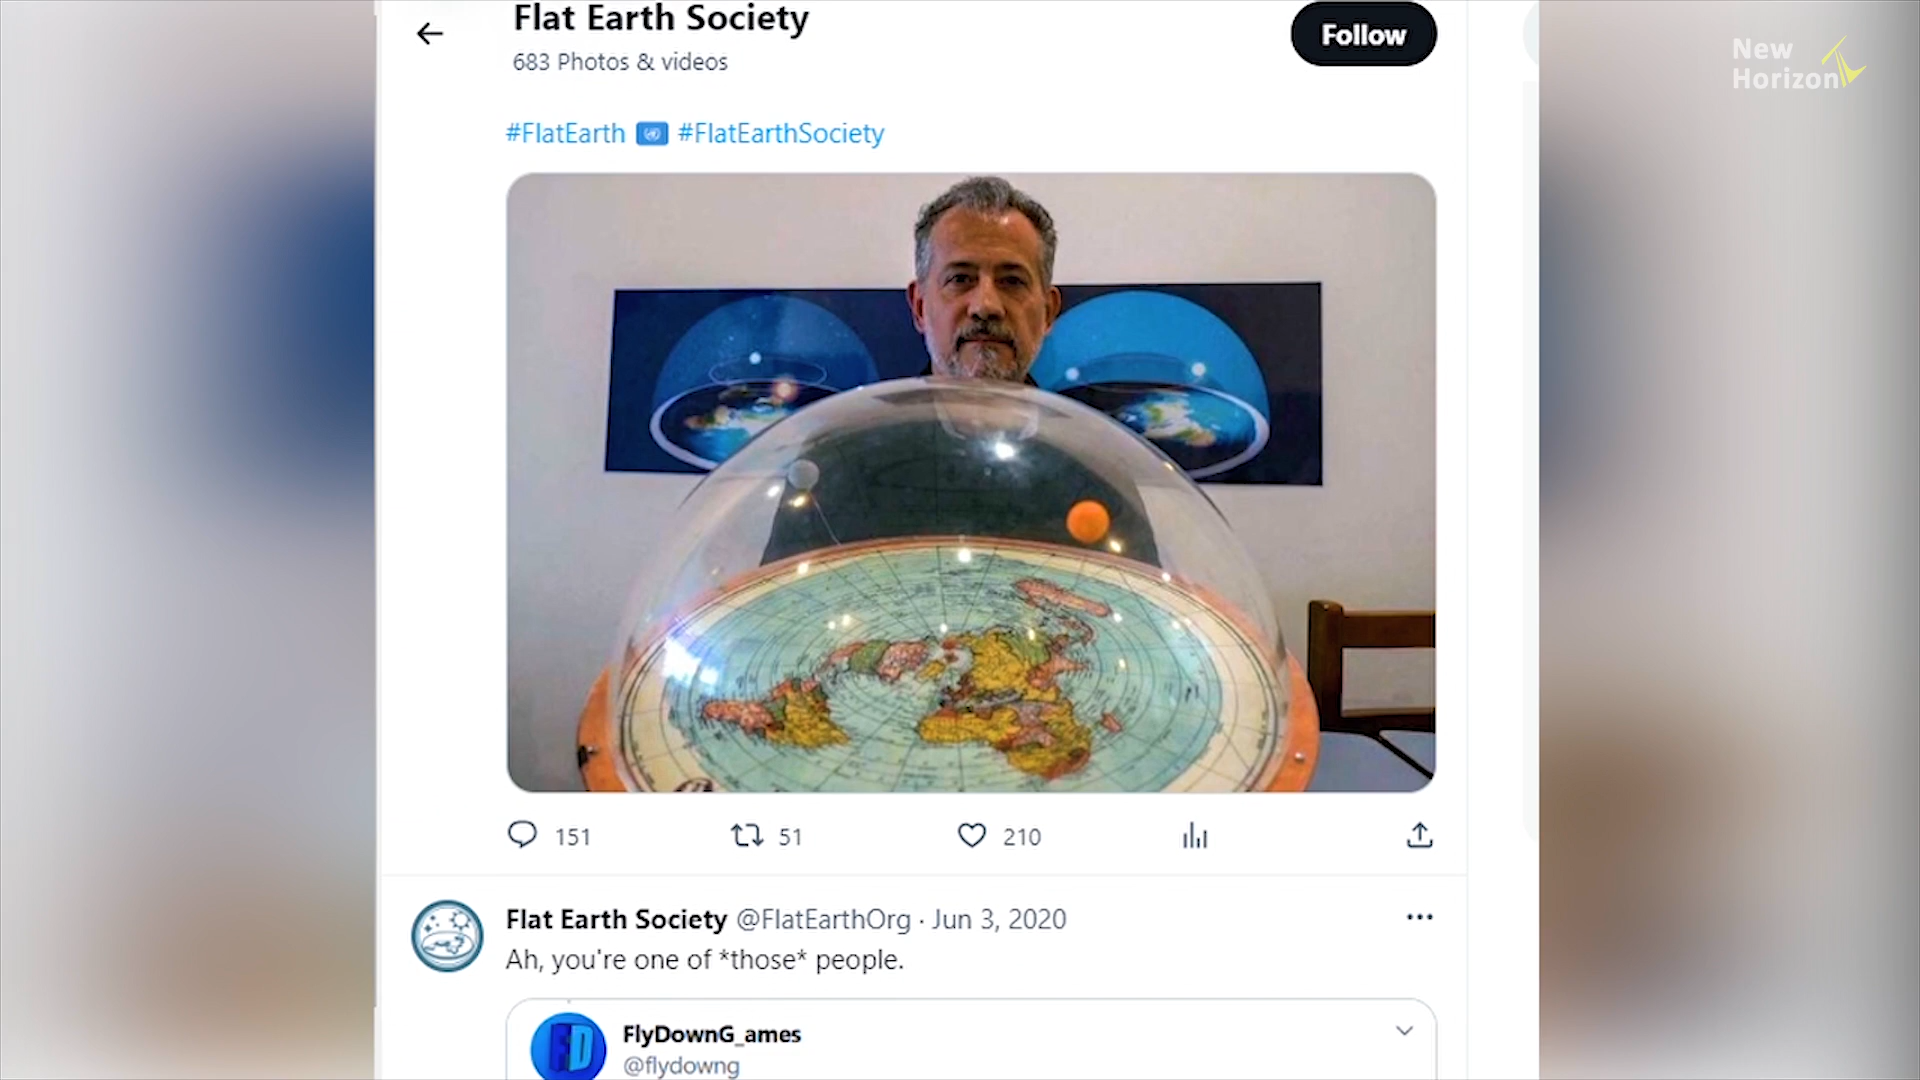 Flat Earth Society
683 Photos & videos
Follow
New
Horizon
#FlatEarth #FlatEarthSociety
151 51 210
Flat Earth Society @FlatEarthOrg · Jun 3, 2020
Ah, you're one of *those* people.
FD
FlyDownG_ames
@flydowng